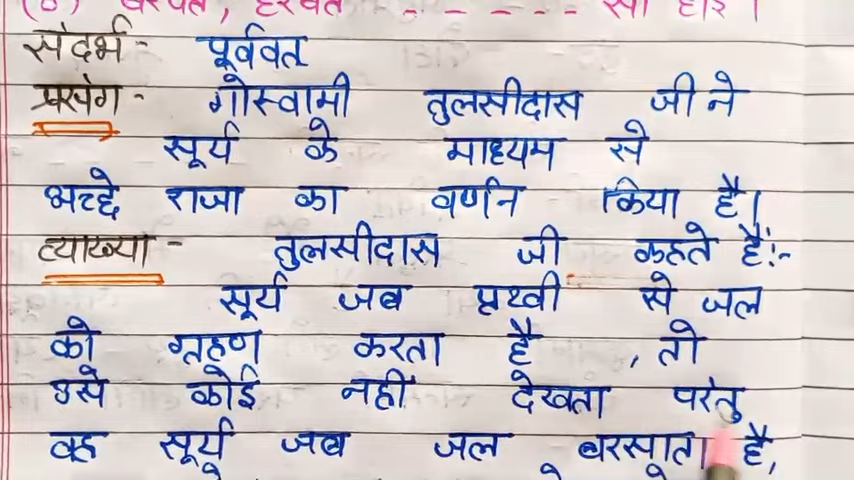 संदर्भ- पूर्ववत्
प्रसंग- गोस्वामी तुलसीदास जी ने
सूर्य के माध्यम से
अच्छे राजा का वर्णन किया है।
व्याख्या- तुलसीदास जी कहते हैं:-
सूर्य जब पृथ्वी से जल
को ग्रहण करता है, तो
उसे कोई नहीं देखता परंतु
वह सूर्य जब जल बरसाता है,